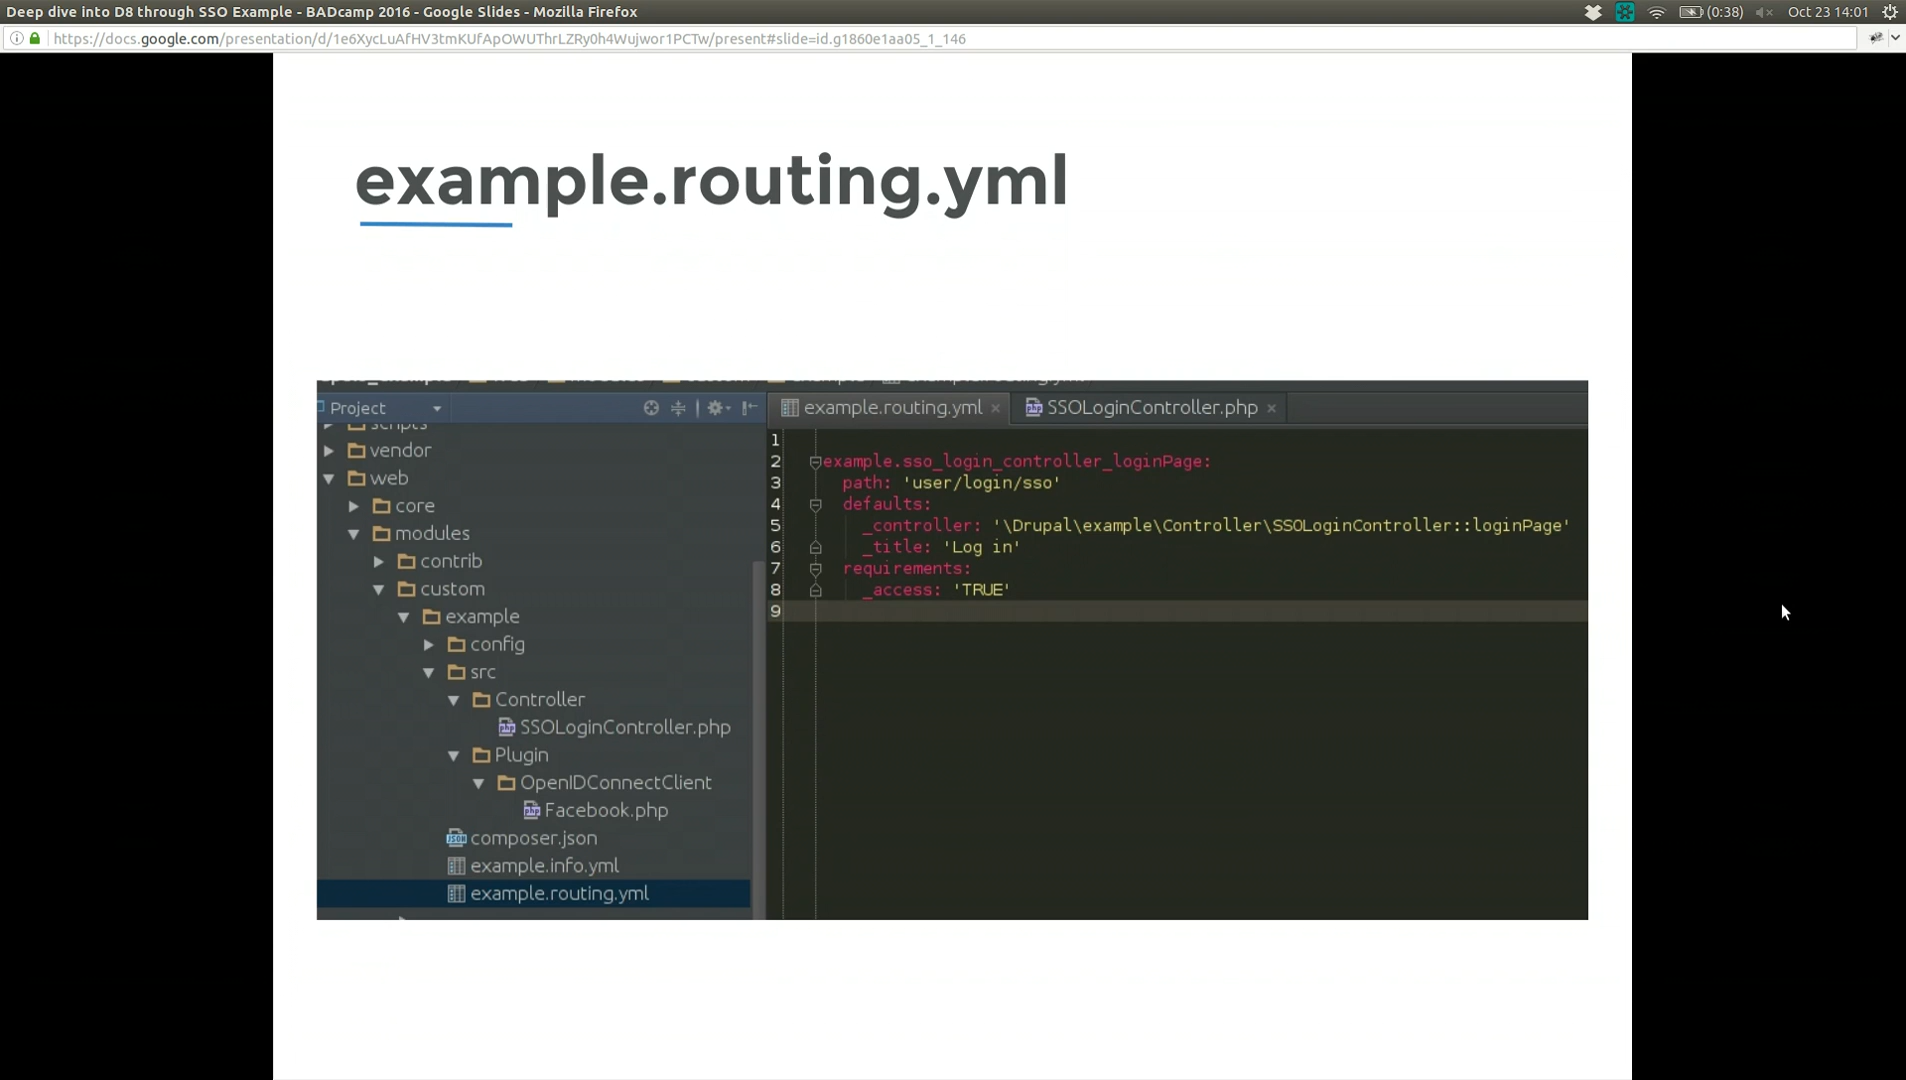 Deep dive into D8 through SSO Example - BADcamp 2016 - Google Slides - Mozilla Firefox
(0:38)
Oct 23 14:01
https://docs.google.com/presentation/d/1e6XycLuAfHV3tmKUfApOWUThrLZRy0h4Wujwor1PCTw/present#slide=id.g1860e1aa05_1_146
example.routing.yml
Project
scripts
vendor
web
core
modules
contrib
custom
example
config
src
Controller
SSOLoginController.php
Plugin
OpenIDConnectClient
Facebook.php
composer.json
example.info.yml
example.routing.yml
example.routing.yml
SSOLoginController.php
1
2 example.sso_login_controller_loginPage:
3 path: 'user/login/sso'
4 defaults:
5 _controller: '\Drupal\example\Controller\SSOLoginController::loginPage'
6 _title: 'Log in'
7 requirements:
8 _access: 'TRUE'
9